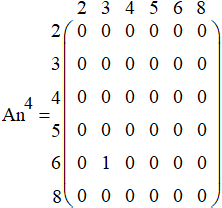 2 3 4 5 6 8
2 0 0 0 0 0 0
3 0 0 0 0 0 0
4 0 0 0 0 0 0
An⁴ =
5 0 0 0 0 0 0
6 0 1 0 0 0 0
8 0 0 0 0 0 0